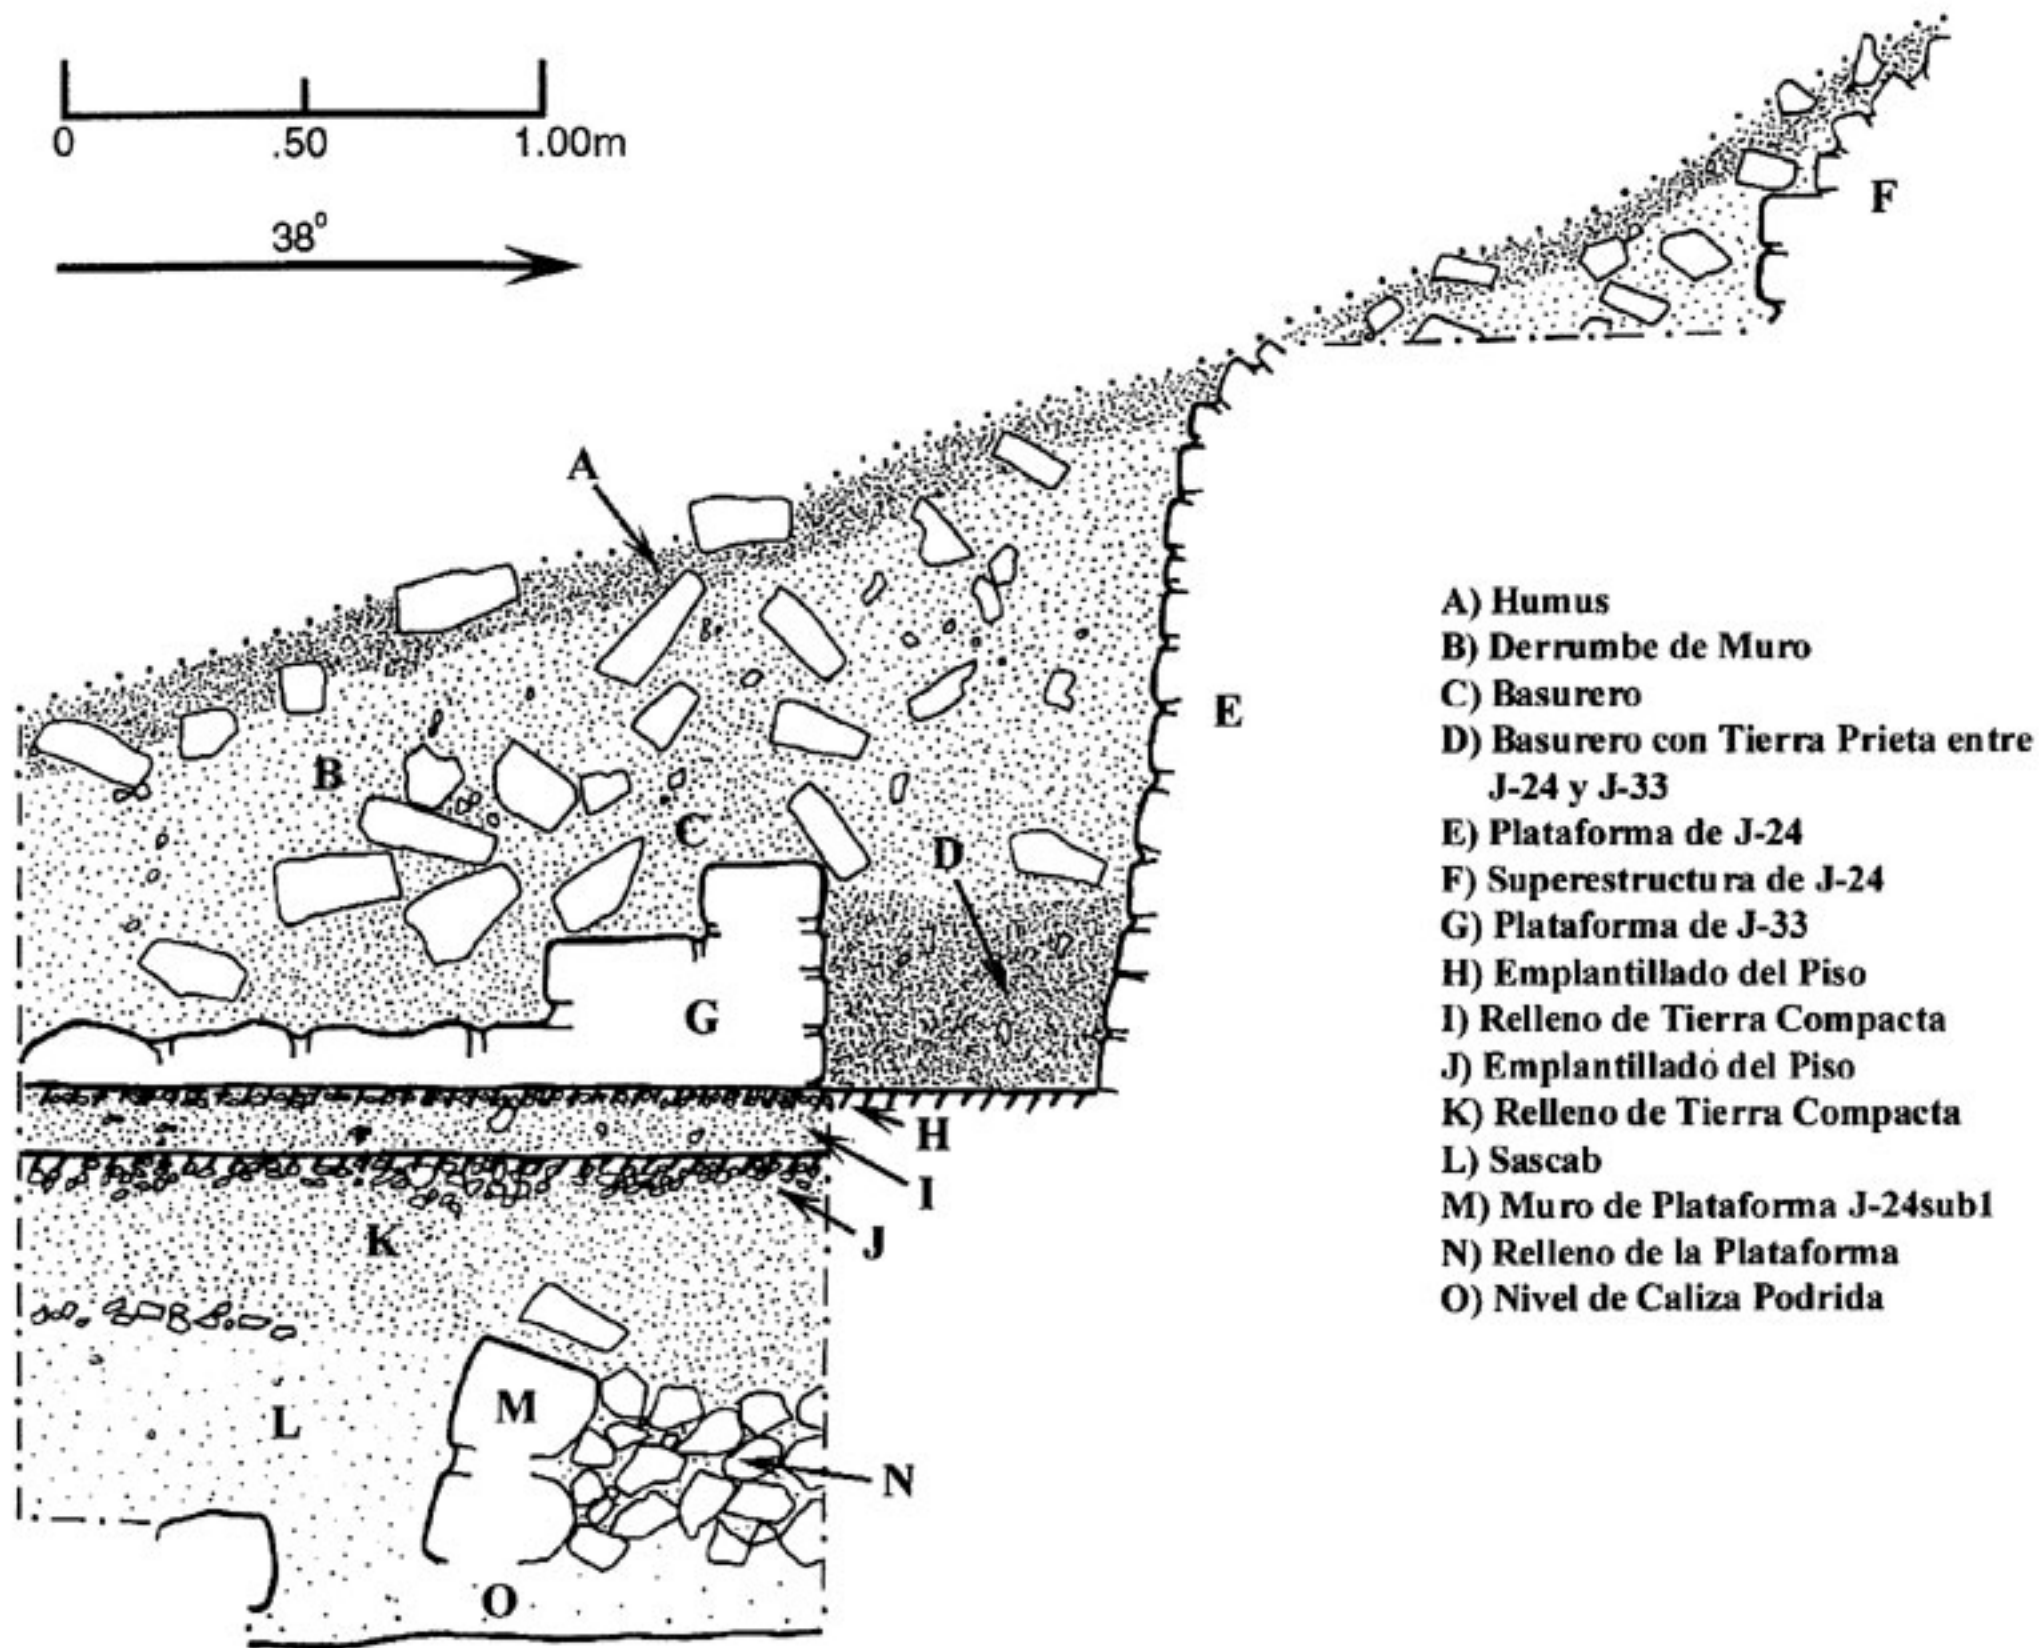 0 .50 1.00m
38°
F
A
E
B
C
D
G
H
I
J
K
L
M
N
O
A) Humus
B) Derrumbe de Muro
C) Basurero
D) Basurero con Tierra Prieta entre
J-24 y J-33
E) Plataforma de J-24
F) Superestructura de J-24
G) Plataforma de J-33
H) Emplantillado del Piso
I) Relleno de Tierra Compacta
J) Emplantillado del Piso
K) Relleno de Tierra Compacta
L) Sascab
M) Muro de Plataforma J-24sub1
N) Relleno de la Plataforma
O) Nivel de Caliza Podrida